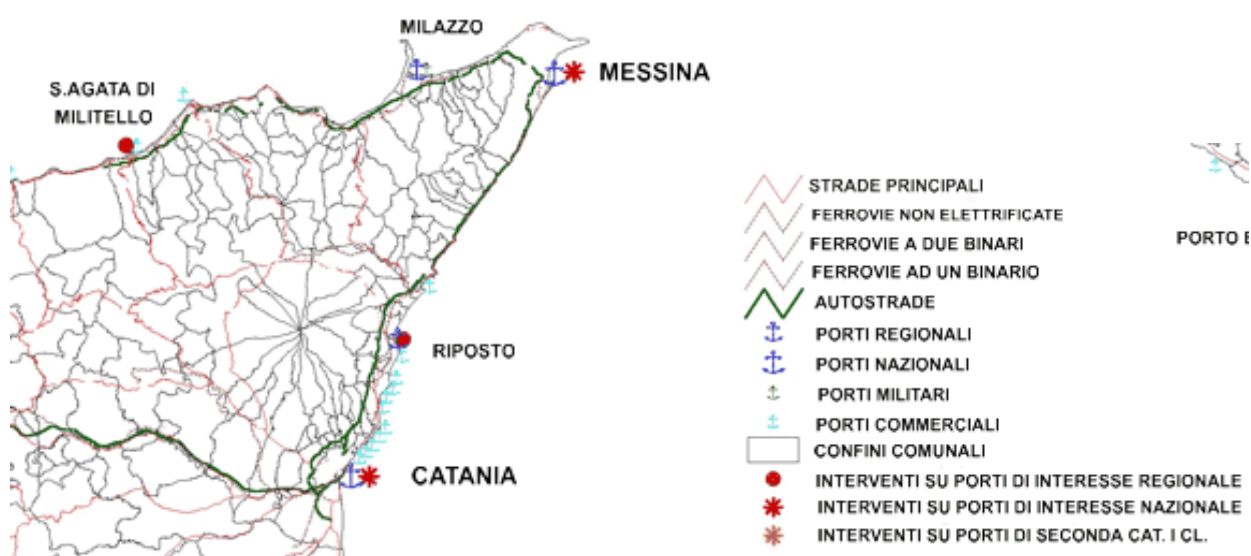 MILAZZO
MESSINA
S.AGATA DI
MILITELLO
RIPOSTO
CATANIA
STRADE PRINCIPALI
FERROVIE NON ELETTRIFICATE
FERROVIE A DUE BINARI
FERROVIE AD UN BINARIO
AUTOSTRADE
PORTI REGIONALI
PORTI NAZIONALI
PORTI MILITARI
PORTI COMMERCIALI
CONFINI COMUNALI
INTERVENTI SU PORTI DI INTERESSE REGIONALE
INTERVENTI SU PORTI DI INTERESSE NAZIONALE
INTERVENTI SU PORTI DI SECONDA CAT. I CL.
PORTO